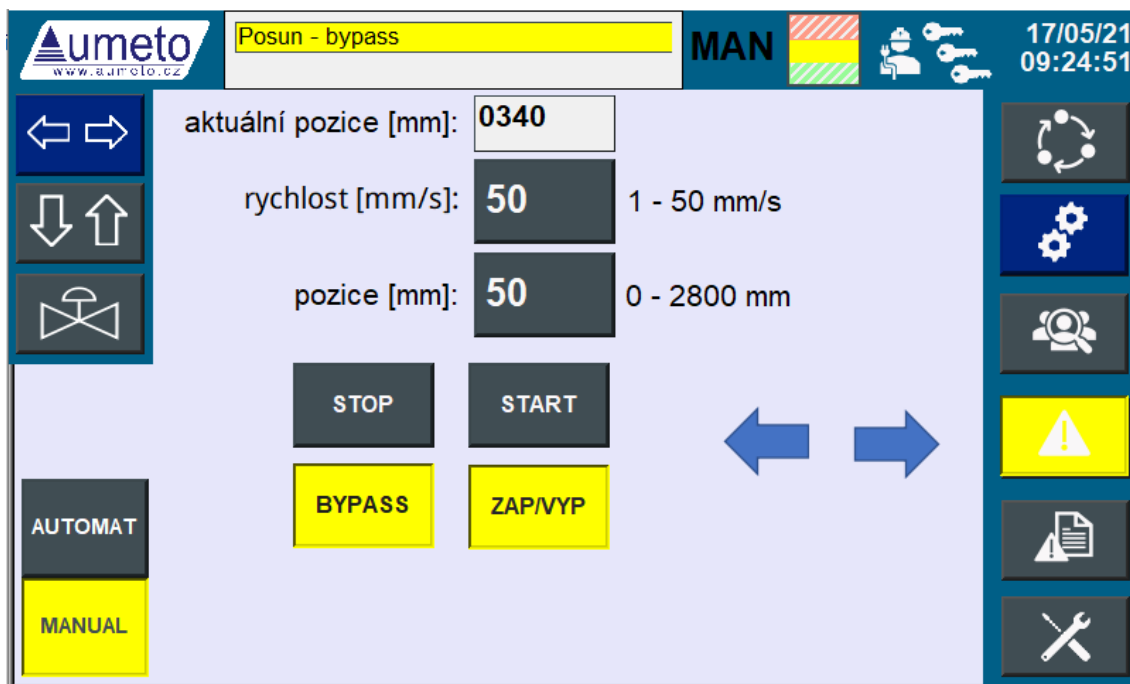 Aumeto
www.aumeto.cz
Posun - bypass
MAN
17/05/21
09:24:51
aktuální pozice [mm]: 0340
rychlost [mm/s]: 50 1 - 50 mm/s
pozice [mm]: 50 0 - 2800 mm
STOP START
BYPASS ZAP/VYP
AUTOMAT
MANUAL